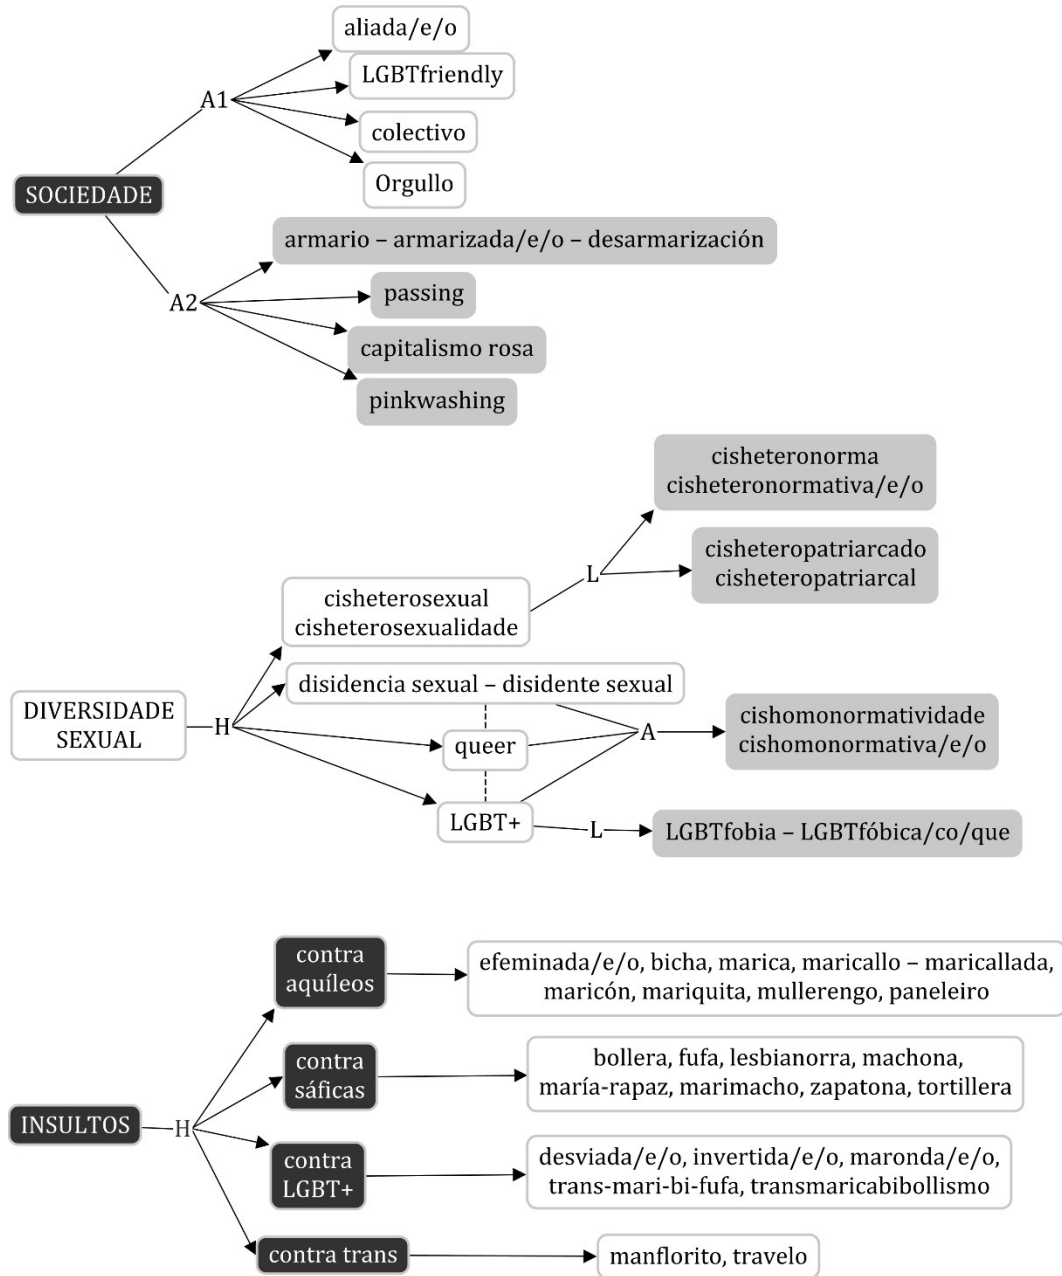 aliada/e/o
LGBTfriendly
A1
colectivo
Orgullo
SOCIEDADE
armario – armarizada/e/o – desarmarización
A2
passing
capitalismo rosa
pinkwashing
cisheteronorma
cisheteronormativa/e/o
cisheteropatriarcado
cisheteropatriarcal
L
cisheterosexual
cisheterosexualidade
disidencia sexual – disidente sexual
DIVERSIDADE
SEXUAL
H
queer
A
cishomonormatividade
cishomonormativa/e/o
LGBT+
L
LGBTfobia – LGBTfóbica/co/que
contra
aquíleos
efeminada/e/o, bicha, marica, maricallo – maricallada,
maricón, mariquita, mullerengo, paneleiro
contra
sáficas
bollera, fufa, lesbianorra, machona,
maría-rapaz, marimacho, zapatona, tortillera
INSULTOS
H
contra
LGBT+
desviada/e/o, invertida/e/o, maronda/e/o,
trans-mari-bi-fufa, transmaricabibollismo
contra trans
manflorito, travelo